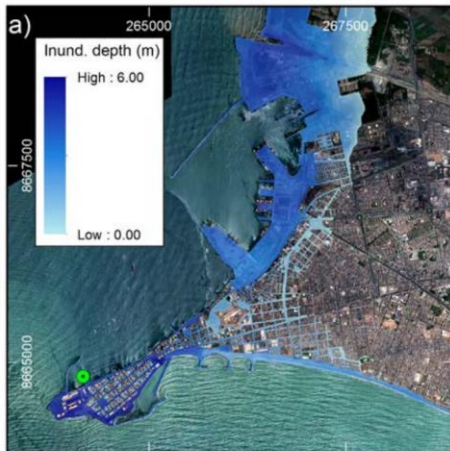 a)
265000
267500
Inund. depth (m)
High : 6.00
Low : 0.00
8667500
8665000